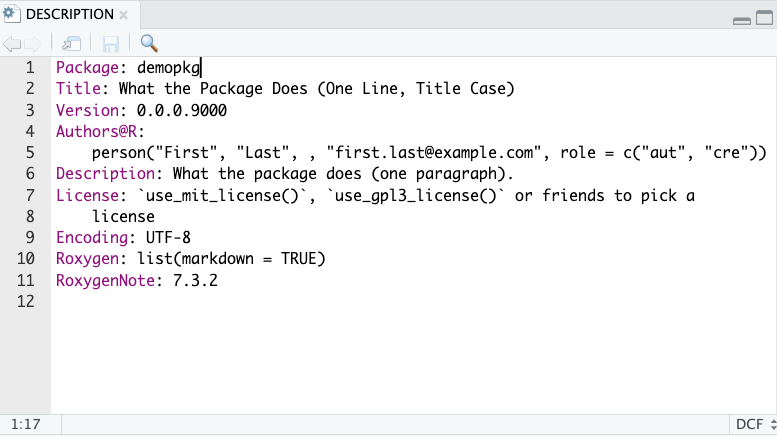 DESCRIPTION
1 Package: demopkg
2 Title: What the Package Does (One Line, Title Case)
3 Version: 0.0.0.9000
4 Authors@R:
5 person("First", "Last", , "first.last@example.com", role = c("aut", "cre"))
6 Description: What the package does (one paragraph).
7 License: `use_mit_license()`, `use_gpl3_license()` or friends to pick a
8 license
9 Encoding: UTF-8
10 Roxygen: list(markdown = TRUE)
11 RoxygenNote: 7.3.2
12
1:17 DCF